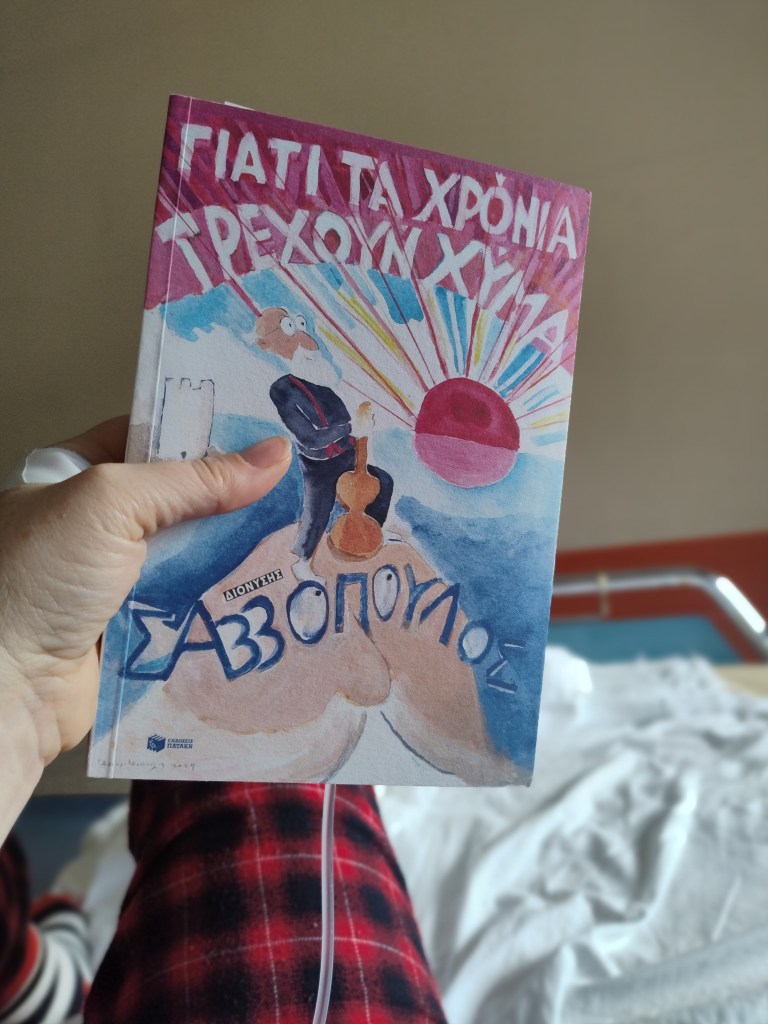 ΓΙΑΤΙ ΤΑ ΧΡΟΝΙΑ
ΤΡΕΧΟΥΝ ΧΥΜΑ
ΔΙΟΝΥΣΗΣ
ΣΑΒΒΟΠΟΥΛΟΣ
ΕΚΔΟΣΕΙΣ
ΠΑΤΑΚΗ